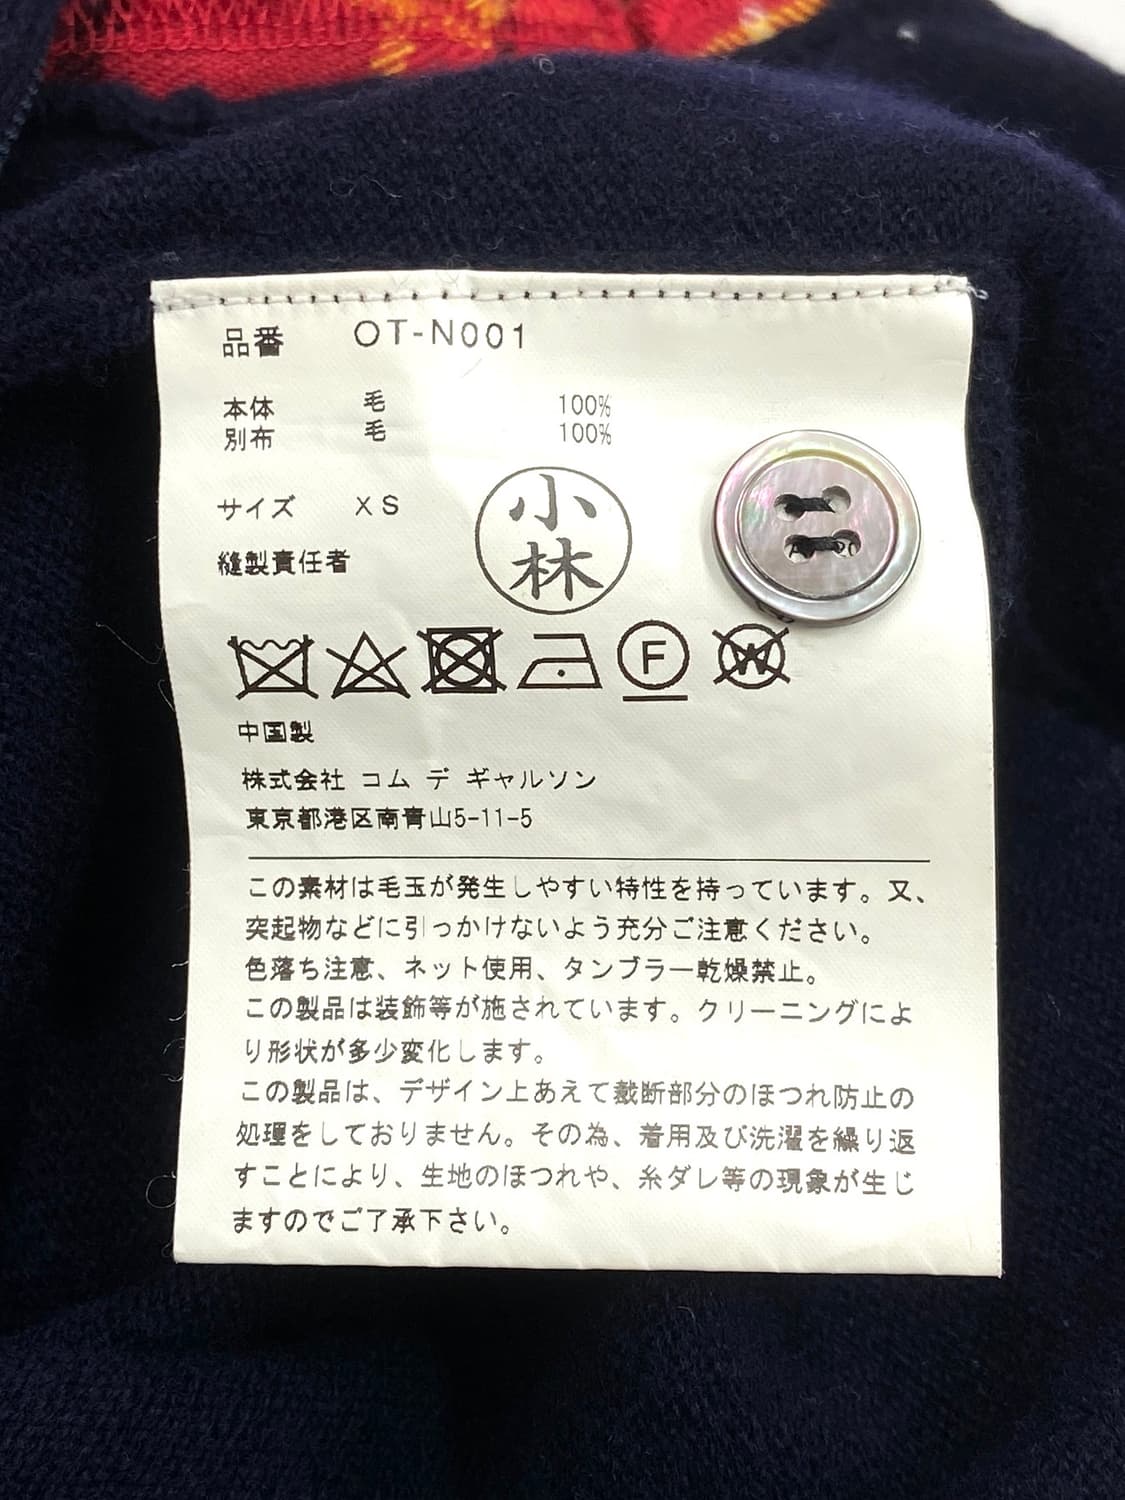 品番 OT-N001
本体 毛 100%
別布 毛 100%
サイズ XS
縫製責任者
小
林
F
W
中国製
株式会社 コム デ ギャルソン
東京都港区南青山5-11-5
この素材は毛玉が発生しやすい特性を持っています。又、
突起物などに引っかけないよう充分ご注意ください。
色落ち注意、ネット使用、タンブラー乾燥禁止。
この製品は装飾等が施されています。クリーニングによ
り形状が多少変化します。
この製品は、デザイン上あえて裁断部分のほつれ防止の
処理をしておりません。その為、着用及び洗濯を繰り返
すことにより、生地のほつれや、糸ダレ等の現象が生じ
ますのでご了承下さい。